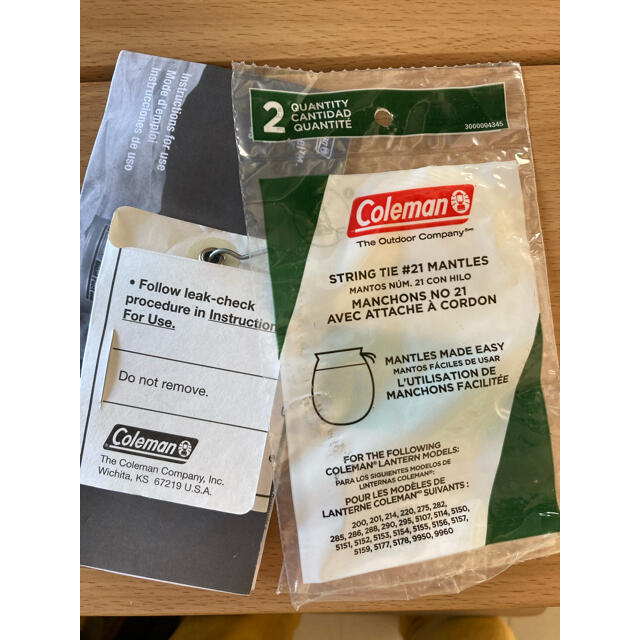 Instructions for use
Mode d'emploi
Instrucciones de uso
2 QUANTITY
CANTIDAD
QUANTITÉ
3000004345
Coleman
The Outdoor Company
STRING TIE #21 MANTLES
MANTOS NÚM. 21 CON HILO
MANCHONS NO 21
AVEC ATTACHE À CORDON
MANTLES MADE EASY
MANTOS FÁCILES DE USAR
L'UTILISATION DE
MANCHONS FACILITÉE
FOR THE FOLLOWING
COLEMAN® LANTERN MODELS:
PARA LOS SIGUIENTES MODELOS DE
LINTERNAS COLEMAN®:
POUR LES MODÈLES DE
LANTERNE COLEMAN SUIVANTS :
200, 201, 214, 220, 275, 282,
285, 286, 288, 290, 295, 5107, 5114, 5150,
5151, 5152, 5153, 5154, 5155, 5156, 5157,
5159, 5177, 5178, 9950, 9960
• Follow leak-check
procedure in Instruction
For Use.
Do not remove.
Coleman
The Coleman Company, Inc.
Wichita, KS 67219 U.S.A.